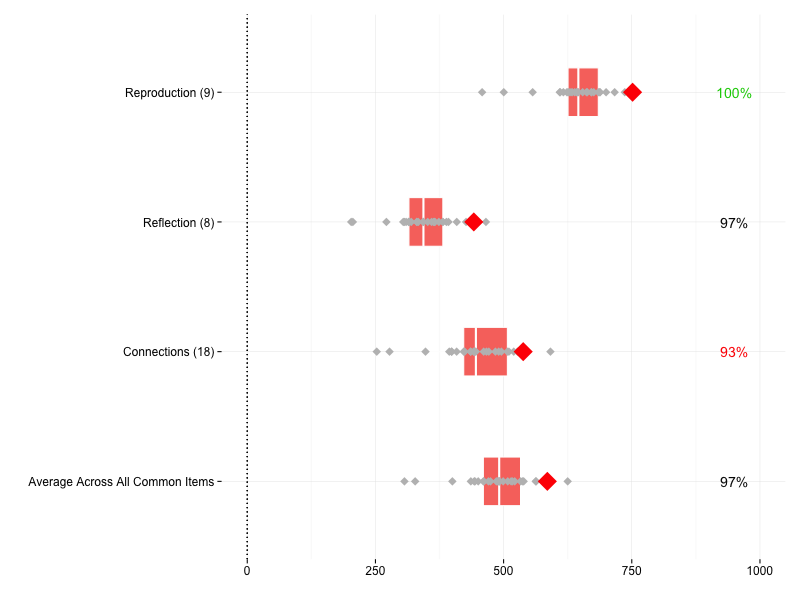 Reproduction (9)
100%
Reflection (8)
97%
Connections (18)
93%
Average Across All Common Items
97%
0
250
500
750
1000